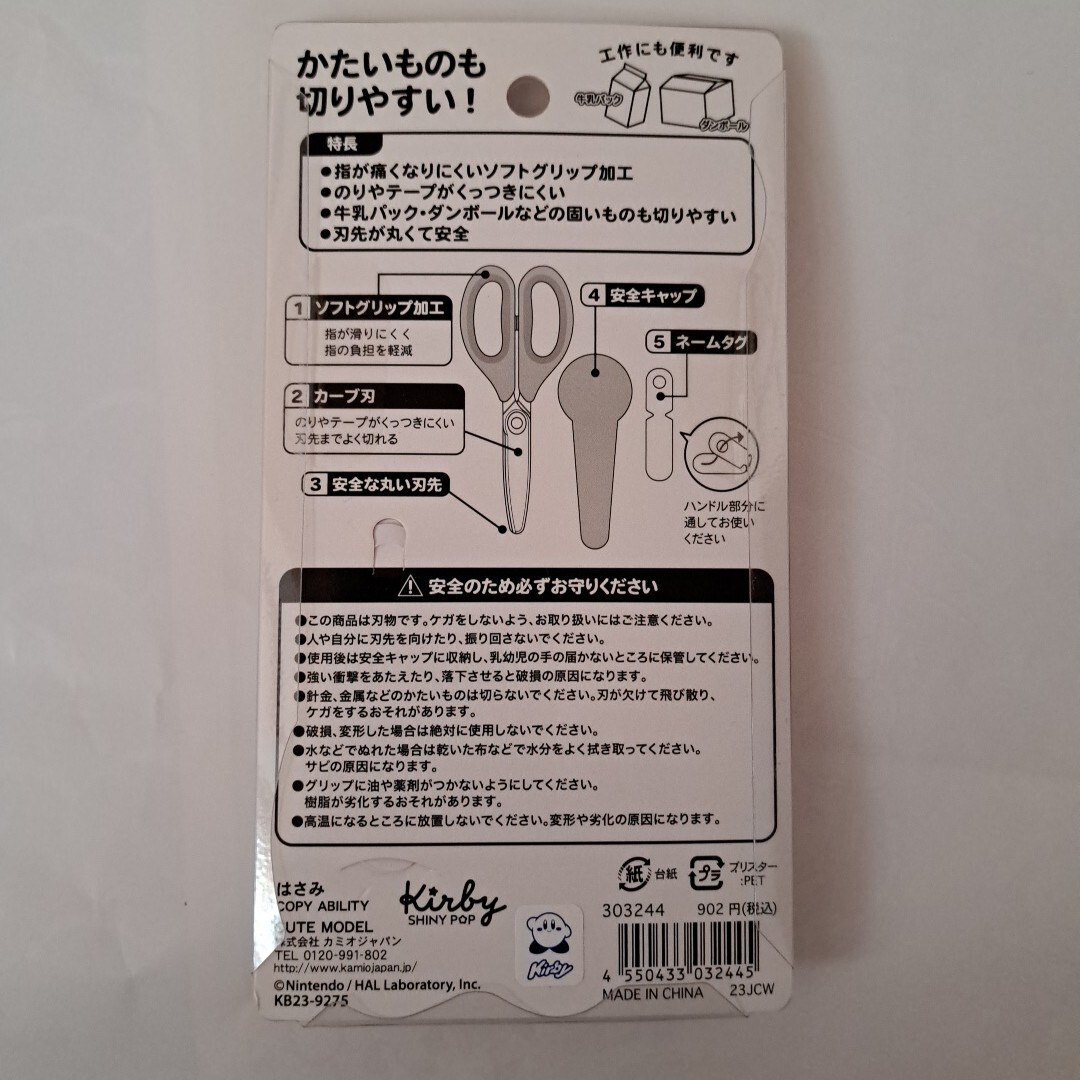 かたいものも
切りやすい！
工作にも便利です
牛乳パック
ダンボール
特長
●指が痛くなりにくいソフトグリップ加工
●のりやテープがくっつきにくい
●牛乳パック・ダンボールなどの固いものも切りやすい
●刃先が丸くて安全
1 ソフトグリップ加工
指が滑りにくく
指の負担を軽減
2 カーブ刃
のりやテープがくっつきにくい
刃先までよく切れる
3 安全な丸い刃先
4 安全キャップ
5 ネームタグ
ハンドル部分に
通してお使い
ください
安全のため必ずお守りください
●この商品は刃物です。ケガをしないよう、お取り扱いにはご注意ください。
●人や自分に刃先を向けたり、振り回さないでください。
●使用後は安全キャップに収納し、乳幼児の手の届かないところに保管してください。
●強い衝撃をあたえたり、落下させると破損の原因になります。
●針金、金属などのかたいものは切らないでください。刃が欠けて飛び散り、
ケガをするおそれがあります。
●破損、変形した場合は絶対に使用しないでください。
●水などでぬれた場合は乾いた布などで水分をよく拭き取ってください。
サビの原因になります。
●グリップに油や薬剤がつかないようにしてください。
樹脂が劣化するおそれがあります。
●高温になるところに放置しないでください。変形や劣化の原因になります。
はさみ
COPY ABILITY
CUTE MODEL
株式会社 カミオジャパン
TEL 0120-991-802
http://www.kamiojapan.jp/
©Nintendo / HAL Laboratory, Inc.
KB23-9275
Kirby
SHINY POP
Kirby
紙 台紙
プラ ブリスター
:PET
303244 902円(税込)
4 550433 032445
MADE IN CHINA 23JCW